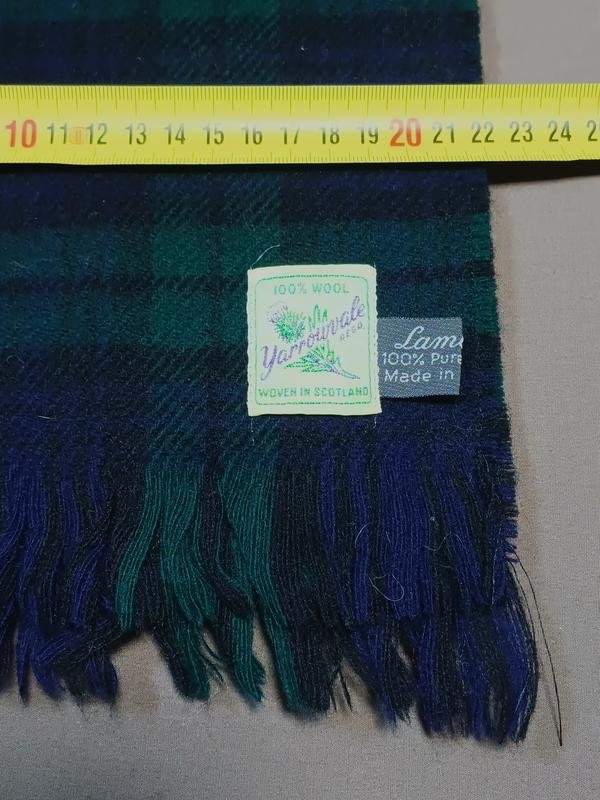 10 11 12 13 14 15 16 17 18 19 20 21 22 23 24 2
100% WOOL
Yarrowvale
REGD.
WOVEN IN SCOTLAND
Lam
100% Pure
Made in